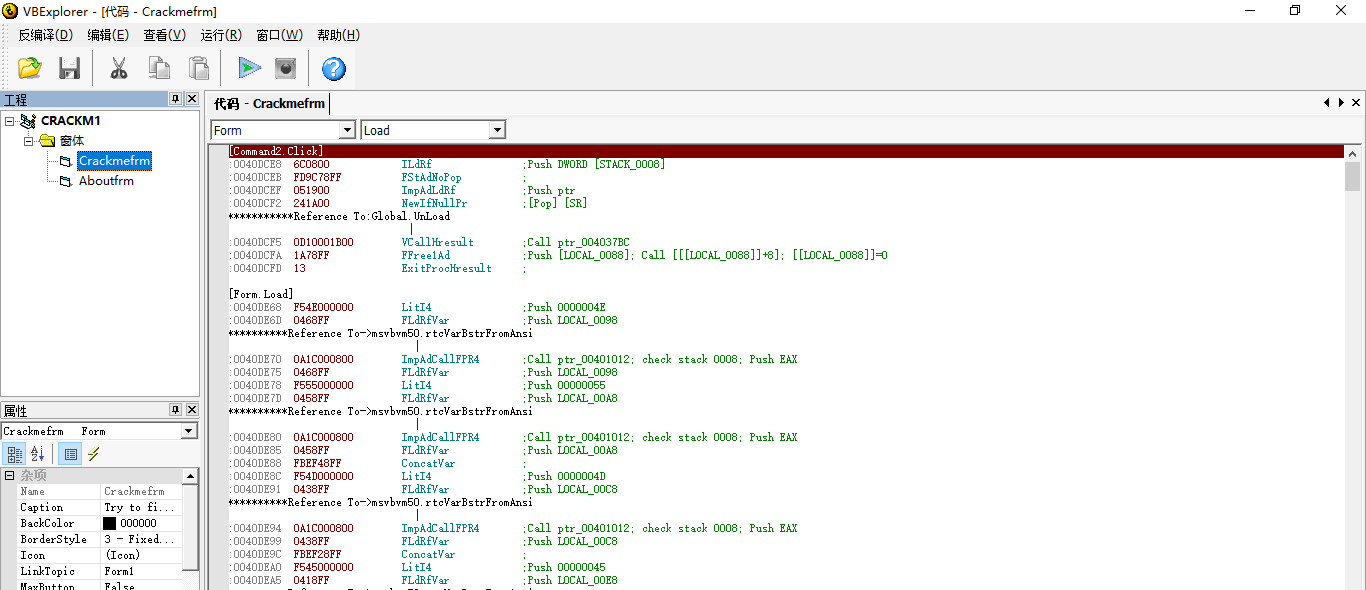 VBExplorer - [代码 - Crackmefrm]
反编译(D) 编辑(E) 查看(V) 运行(R) 窗口(W) 帮助(H)
工程
CRACKM1
窗体
Crackmefrm
Aboutfrm
属性
Crackmefrm Form
杂项
Name Crackmefrm
Caption Try to fi...
BackColor 000000
BorderStyle 3 - Fixed...
Icon (Icon)
LinkTopic Form1
MaxButton False
代码 - Crackmefrm
Form Load
[Command2.Click]
:0040DCE8 6C0800 ILdRf ;Push DWORD [STACK_0008]
:0040DCEB FD9C78FF FStAdNoPop ;
:0040DCEF 051900 ImpAdLdRf ;Push ptr
:0040DCF2 241A00 NewIfNullPr ;[Pop] [SR]
***********Reference To:Global.UnLoad
|
:0040DCF5 0D10001B00 VCallHresult ;Call ptr_004037BC
:0040DCFA 1A78FF FFree1Ad ;Push [LOCAL_0088]; Call [[[LOCAL_0088]]+8]; [[LOCAL_0088]]=0
:0040DCFD 13 ExitProcHresult ;
[Form.Load]
:0040DE68 F54E000000 LitI4 ;Push 0000004E
:0040DE6D 0468FF FLdRfVar ;Push LOCAL_0098
**********Reference To->msvbvm50.rtcVarBstrFromAnsi
|
:0040DE70 0A1C000800 ImpAdCallFPR4 ;Call ptr_00401012; check stack 0008; Push EAX
:0040DE75 0468FF FLdRfVar ;Push LOCAL_0098
:0040DE78 F555000000 LitI4 ;Push 00000055
:0040DE7D 0458FF FLdRfVar ;Push LOCAL_00A8
**********Reference To->msvbvm50.rtcVarBstrFromAnsi
|
:0040DE80 0A1C000800 ImpAdCallFPR4 ;Call ptr_00401012; check stack 0008; Push EAX
:0040DE85 0458FF FLdRfVar ;Push LOCAL_00A8
:0040DE88 FBEF48FF ConcatVar ;
:0040DE8C F54D000000 LitI4 ;Push 0000004D
:0040DE91 0438FF FLdRfVar ;Push LOCAL_00C8
**********Reference To->msvbvm50.rtcVarBstrFromAnsi
|
:0040DE94 0A1C000800 ImpAdCallFPR4 ;Call ptr_00401012; check stack 0008; Push EAX
:0040DE99 0438FF FLdRfVar ;Push LOCAL_00C8
:0040DE9C FBEF28FF ConcatVar ;
:0040DEA0 F545000000 LitI4 ;Push 00000045
:0040DEA5 0418FF FLdRfVar ;Push LOCAL_00E8